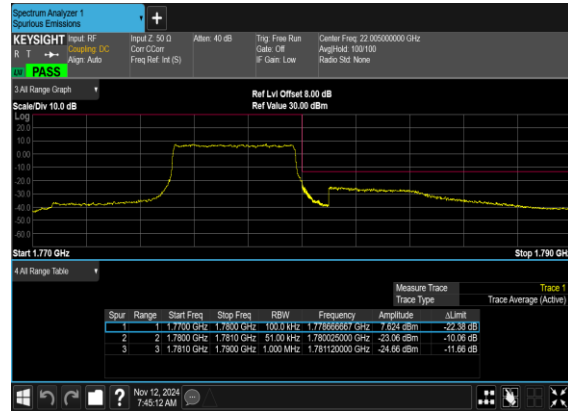 Spectrum Analyzer 1
Spurious Emissions
KEYSIGHT Input: RF Input Z: 50 Ω Atten: 40 dB Trig: Free Run Center Freq: 22.005000000 GHz
R T Coupling: DC Corr CCorr Gate: Off Avg|Hold: 100/100
Align: Auto Freq Ref: Int (S) IF Gain: Low Radio Std: None
LW PASS
3 All Range Graph
Ref Lvl Offset 8.00 dB
Scale/Div 10.0 dB Ref Value 30.00 dBm
Log
20.0
10.0
0.00
-10.0
-20.0
-30.0
-40.0
-50.0
-60.0
Start 1.770 GHz Stop 1.790 GHz
4 All Range Table
Measure Trace Trace 1
Trace Type Trace Average (Active)
Spur Range Start Freq Stop Freq RBW Frequency Amplitude ΔLimit
1 1 1.7700 GHz 1.7800 GHz 100.0 kHz 1.778666667 GHz 7.624 dBm -22.38 dB
2 2 1.7800 GHz 1.7810 GHz 51.00 kHz 1.780025000 GHz -23.06 dBm -10.06 dB
3 3 1.7810 GHz 1.7900 GHz 1.000 MHz 1.781120000 GHz -24.66 dBm -11.66 dB
Nov 12, 2024
7:45:12 AM